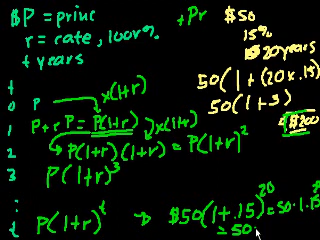 $P = princ
r = rate, 100r%
t years
t
0 P x(1+r)
1 P+rP = P(1+r) x(1+r)
2 P(1+r)(1+r) = P(1+r)²
3 P(1+r)³
t P(1+r)^t → $50(1+.15)^20 = 50·1.15
= 50·
+Pr $50
15%
20 years
50(1+(20x.15)
50(1+3)
$200